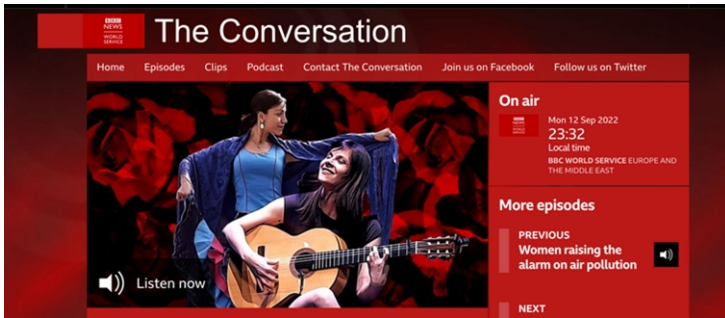 BBC
NEWS
WORLD
SERVICE
The Conversation
Home Episodes Clips Podcast Contact The Conversation Join us on Facebook Follow us on Twitter
Listen now
On air
Mon 12 Sep 2022
23:32
Local time
BBC WORLD SERVICE EUROPE AND
THE MIDDLE EAST
More episodes
PREVIOUS
Women raising the
alarm on air pollution
NEXT